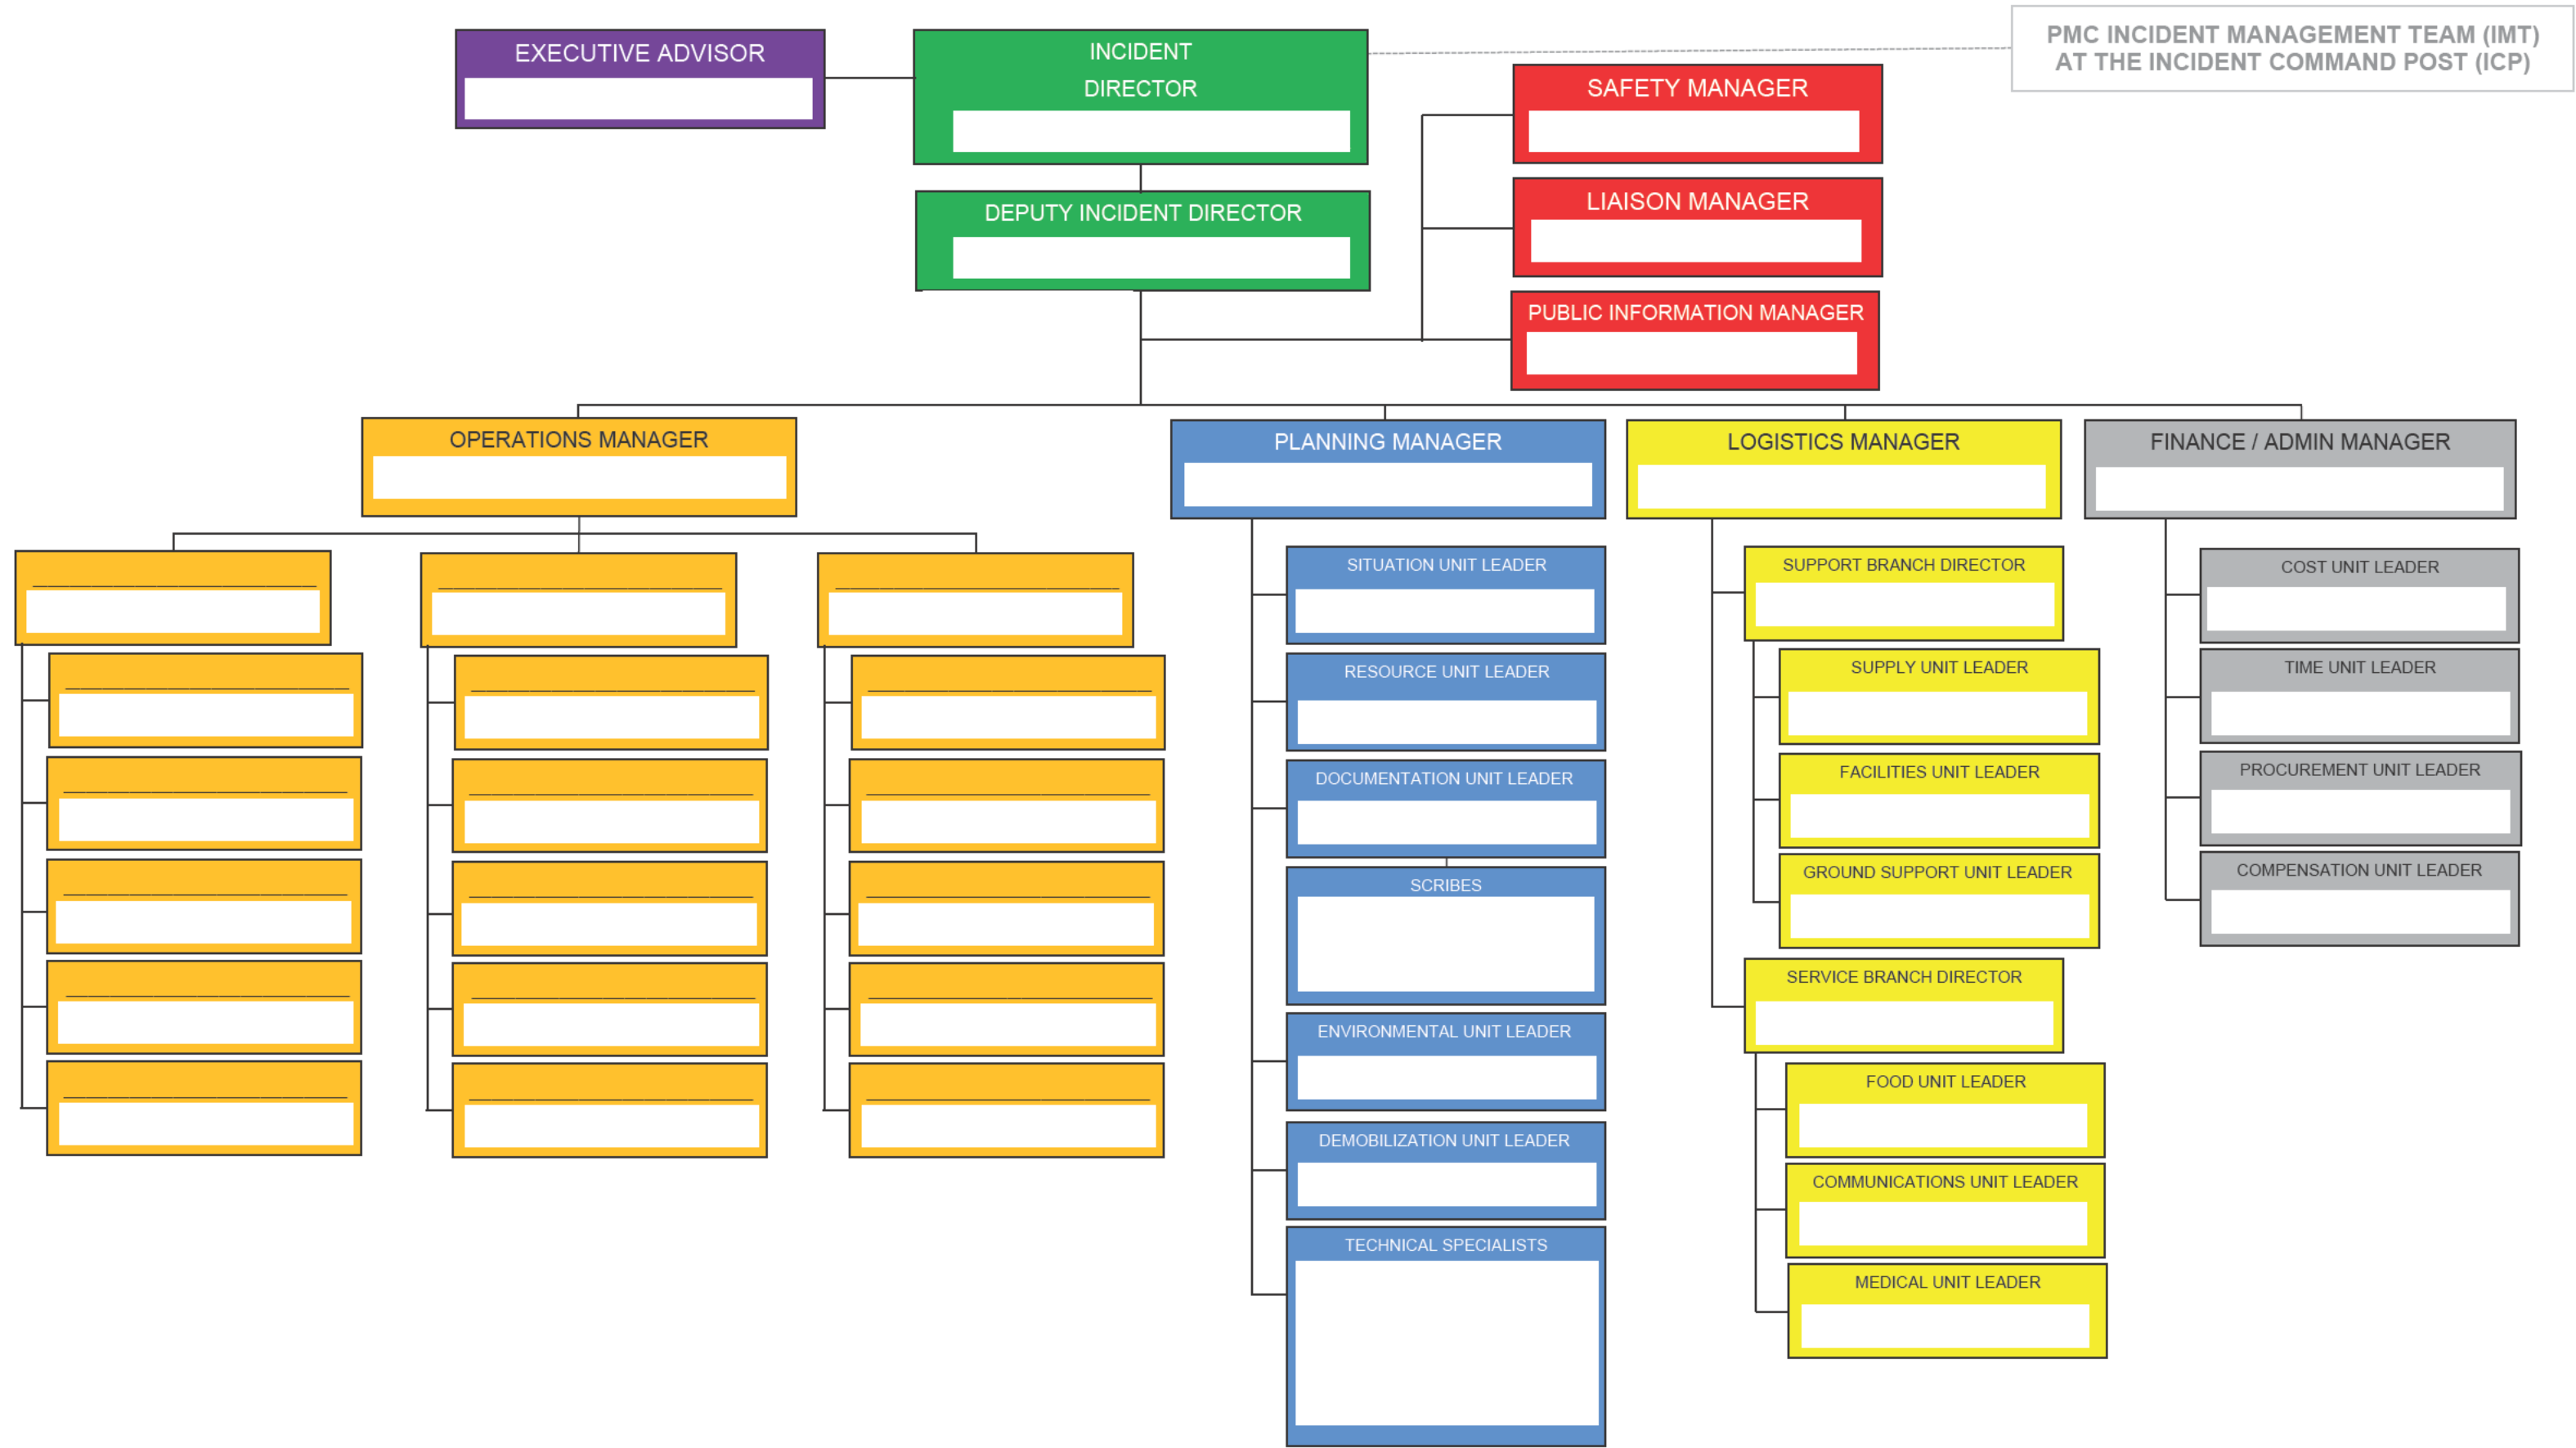 EXECUTIVE ADVISOR
INCIDENT
DIRECTOR
PMC INCIDENT MANAGEMENT TEAM (IMT)
AT THE INCIDENT COMMAND POST (ICP)
SAFETY MANAGER
DEPUTY INCIDENT DIRECTOR
LIAISON MANAGER
PUBLIC INFORMATION MANAGER
OPERATIONS MANAGER
PLANNING MANAGER
SITUATION UNIT LEADER
RESOURCE UNIT LEADER
DOCUMENTATION UNIT LEADER
SCRIBES
ENVIRONMENTAL UNIT LEADER
DEMOBILIZATION UNIT LEADER
TECHNICAL SPECIALISTS
LOGISTICS MANAGER
SUPPORT BRANCH DIRECTOR
SUPPLY UNIT LEADER
FACILITIES UNIT LEADER
GROUND SUPPORT UNIT LEADER
SERVICE BRANCH DIRECTOR
FOOD UNIT LEADER
COMMUNICATIONS UNIT LEADER
MEDICAL UNIT LEADER
FINANCE / ADMIN MANAGER
COST UNIT LEADER
TIME UNIT LEADER
PROCUREMENT UNIT LEADER
COMPENSATION UNIT LEADER